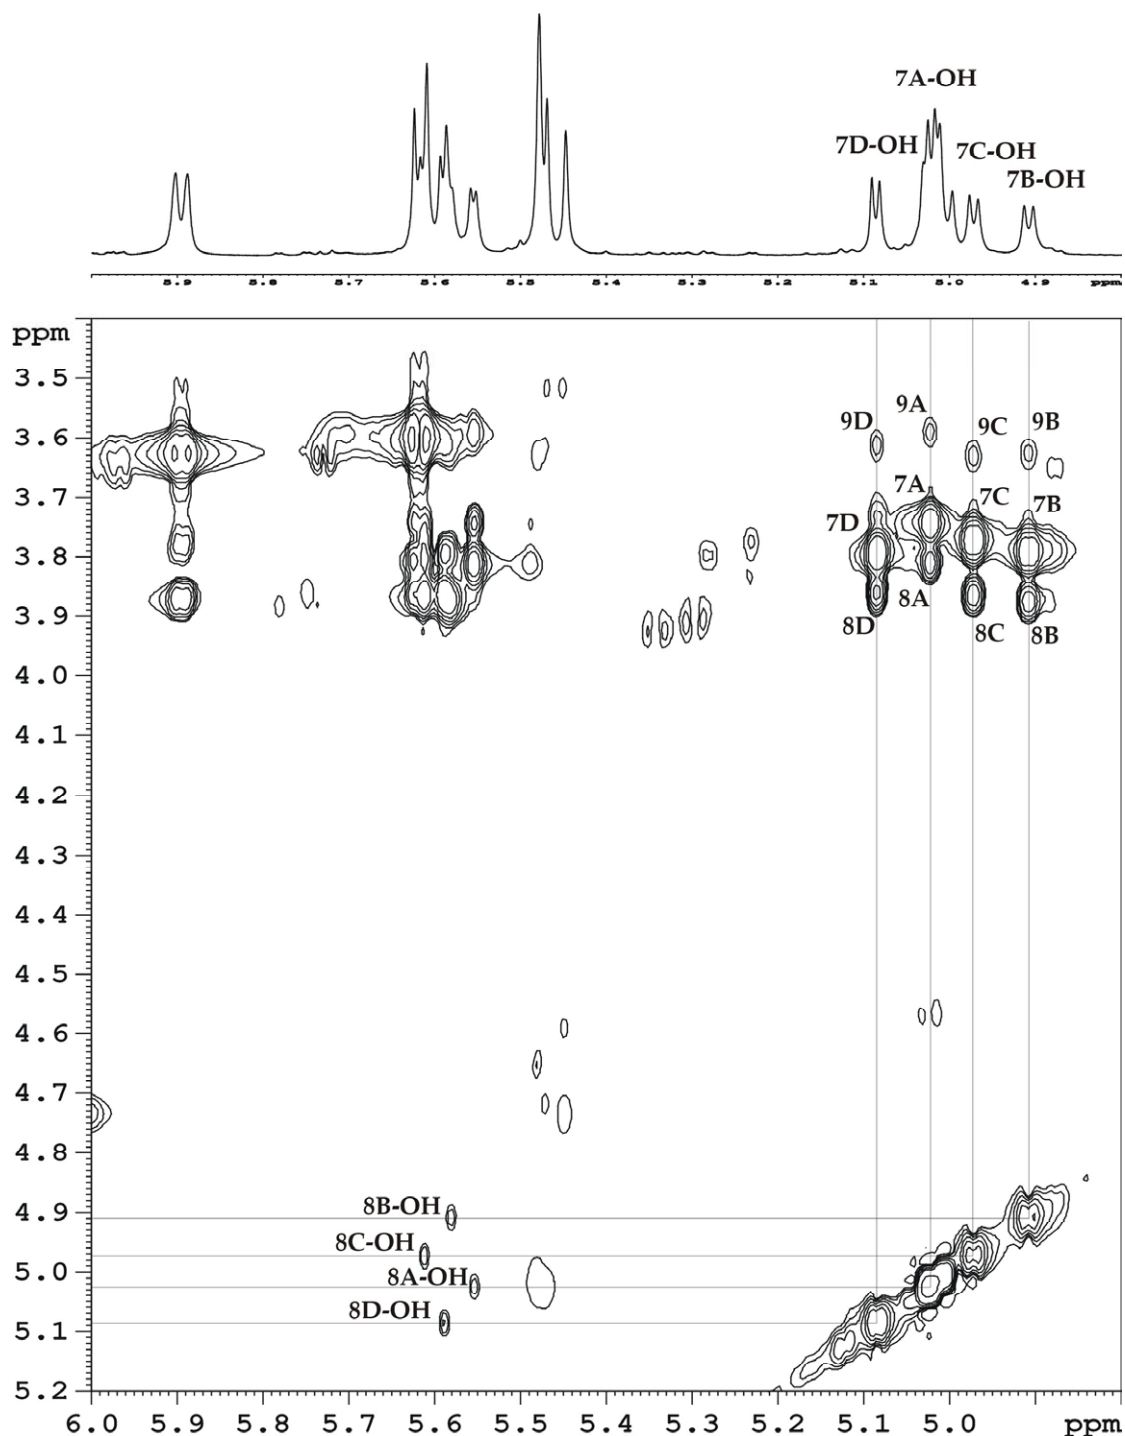 7A-OH
7D-OH
7C-OH
7B-OH
5.9 5.8 5.7 5.6 5.5 5.4 5.3 5.2 5.1 5.0 4.9 ppm
ppm
3.5
3.6
3.7
3.8
3.9
4.0
4.1
4.2
4.3
4.4
4.5
4.6
4.7
4.8
4.9
5.0
5.1
5.2
9D 9A 9C 9B
7D 7A 7C 7B
8D 8A 8C 8B
8B-OH
8C-OH
8A-OH
8D-OH
6.0 5.9 5.8 5.7 5.6 5.5 5.4 5.3 5.2 5.1 5.0 ppm